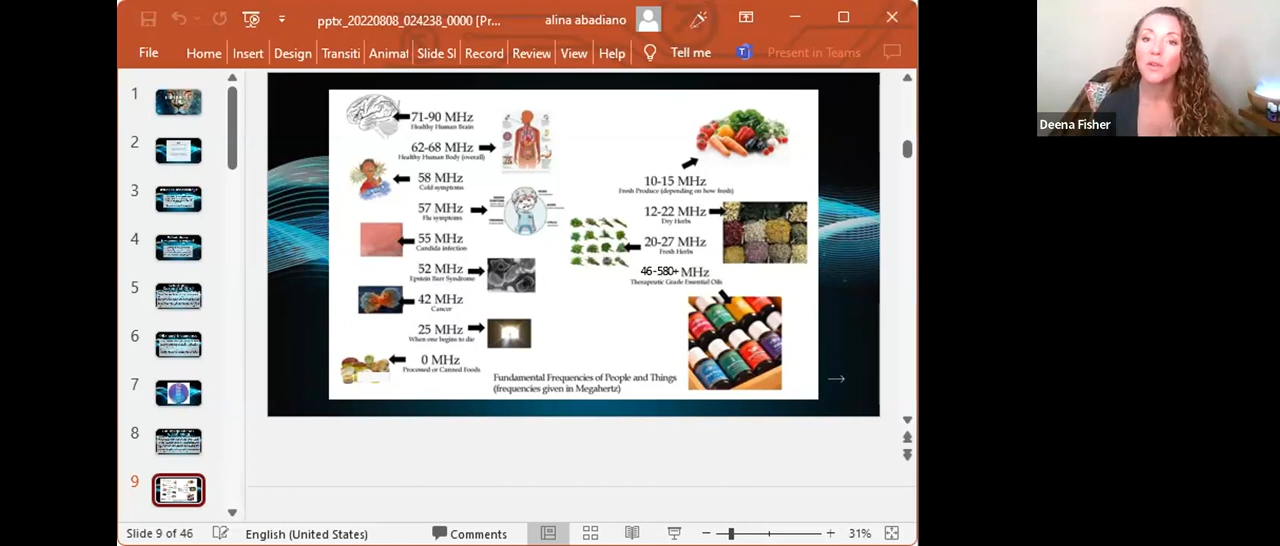 pptx_20220808_024238_0000 [Pr...
alina abadiano
File
Home
Insert
Design
Transiti
Animal
Slide Sl
Record
Review
View
Help
Tell me
Present in Teams
1
2
3
4
5
6
7
8
9
71-90 MHz
Healthy Human Brain
62-68 MHz
Healthy Human Body (overall)
58 MHz
Cold symptoms
57 MHz
Flu symptoms
55 MHz
Candida infection
52 MHz
Epstein Barr Syndrome
42 MHz
Cancer
25 MHz
When one begins to die
0 MHz
Processed or Canned Foods
10-15 MHz
Fresh Produce (depending on how fresh)
12-22 MHz
Dry Herbs
20-27 MHz
Fresh Herbs
46-580+ MHz
Therapeutic Grade Essential Oils
Fundamental Frequencies of People and Things
(frequencies given in Megahertz)
Slide 9 of 46
English (United States)
Comments
31%
Deena Fisher